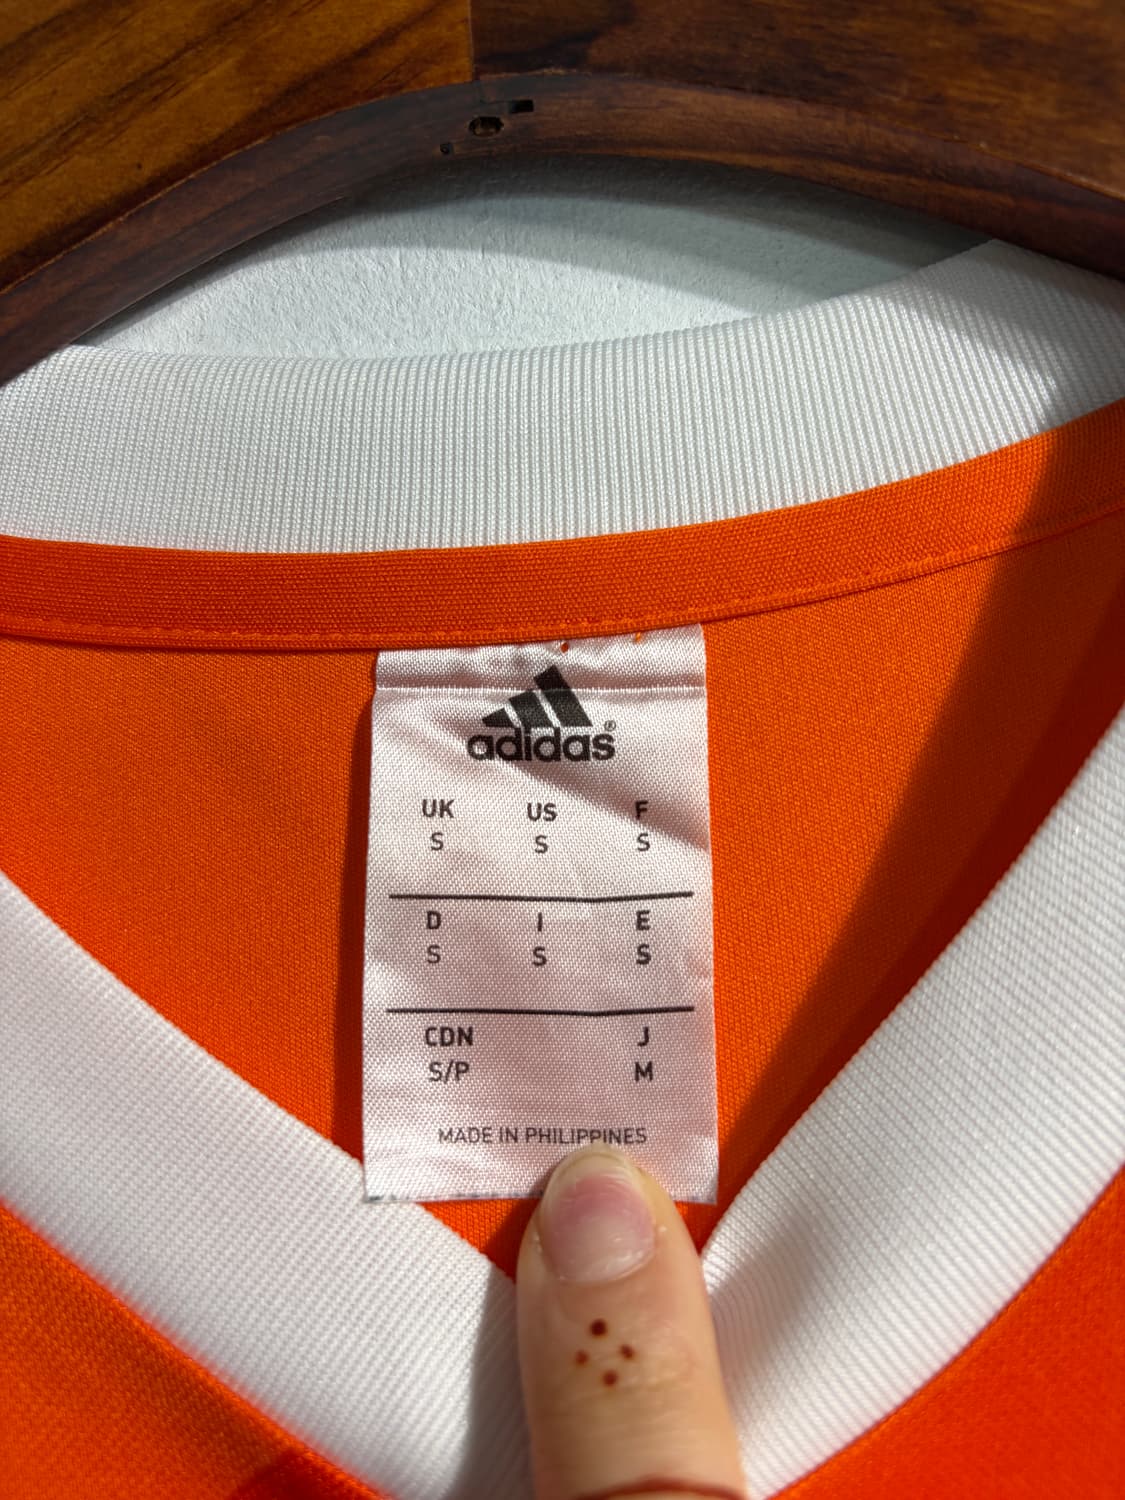 adidas®
UK US F
S S S
D I E
S S S
CDN J
S/P M
MADE IN PHILIPPINES